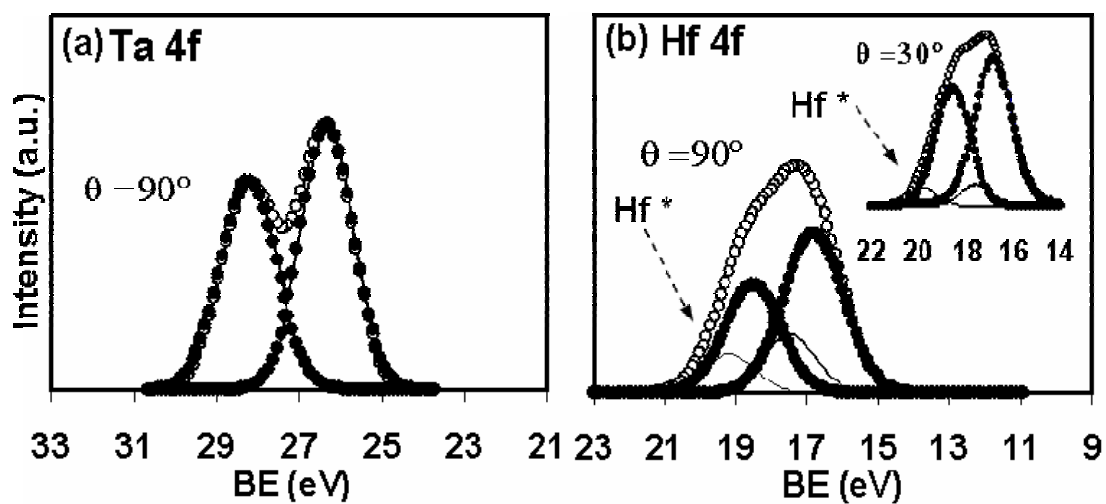 (a) Ta 4f
θ =90°
Intensity (a.u.)
33 31 29 27 25 23 21
BE (eV)
(b) Hf 4f
θ =30°
Hf *
22 20 18 16 14
θ =90°
Hf *
23 21 19 17 15 13 11 9
BE (eV)